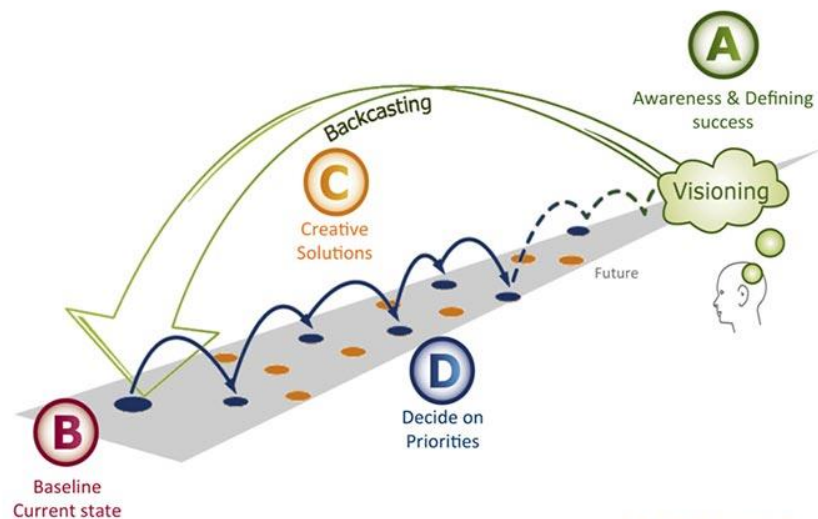 A
Awareness & Defining
success
Backcasting
Visioning
C
Creative
Solutions
Future
D
Decide on
Priorities
B
Baseline
Current state